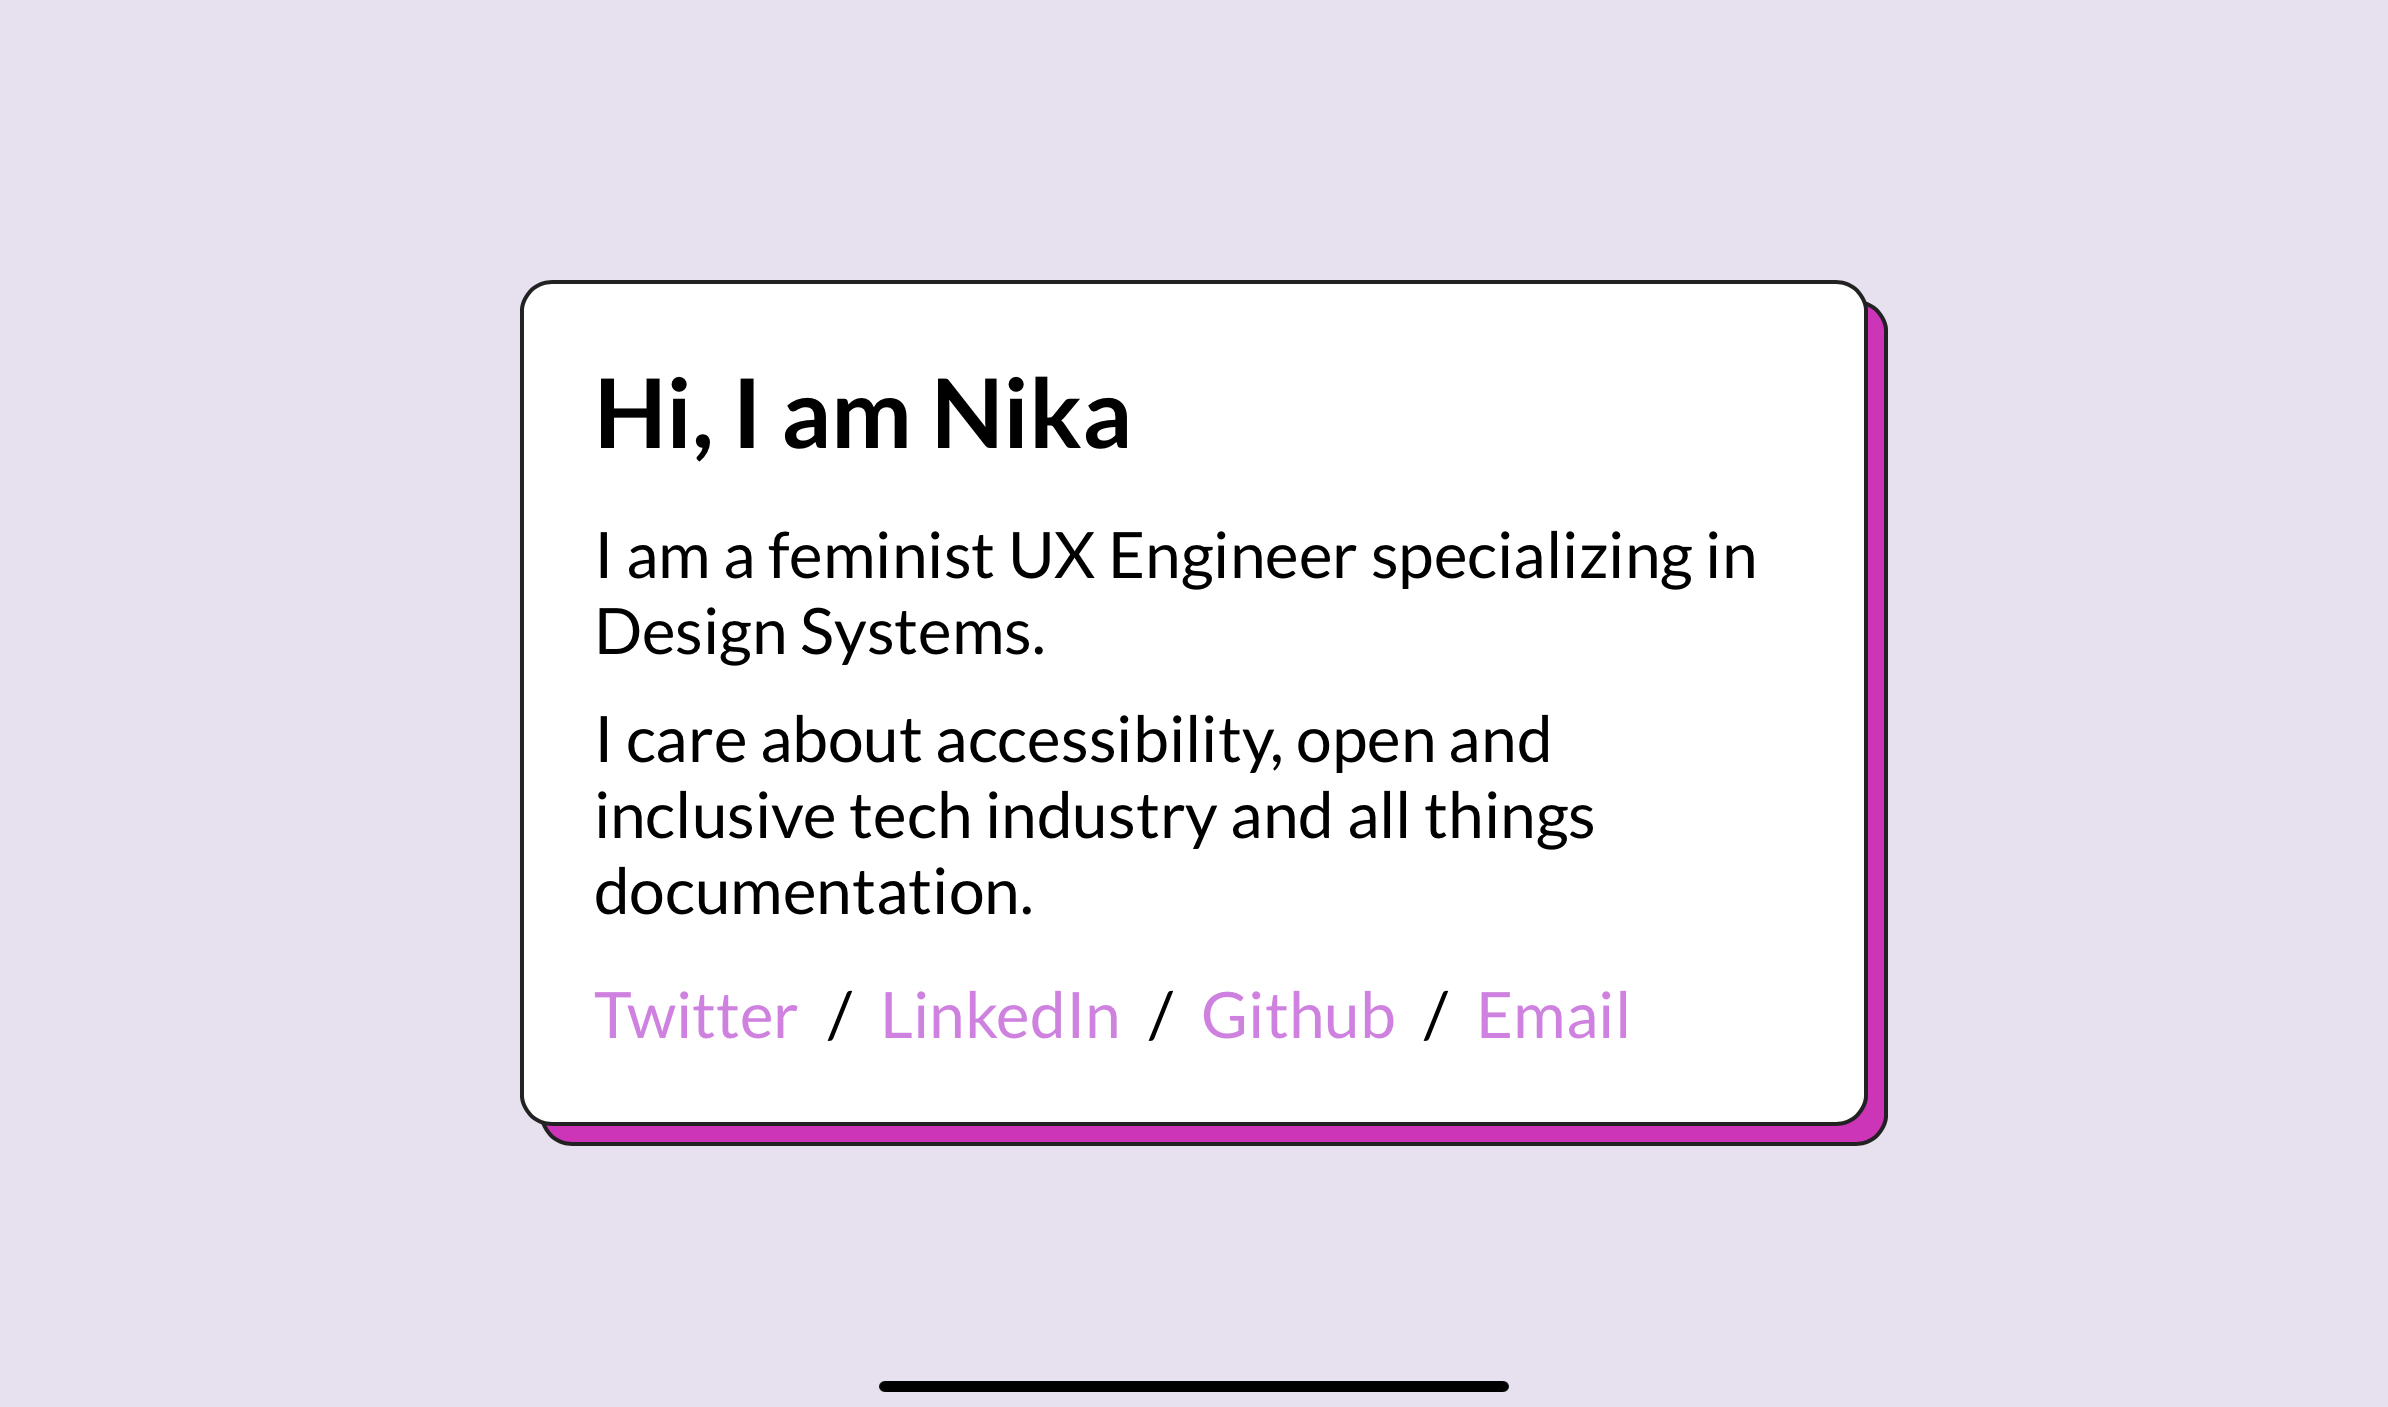 Hi, I am Nika
I am a feminist UX Engineer specializing in
Design Systems.
I care about accessibility, open and
inclusive tech industry and all things
documentation.
Twitter / LinkedIn / Github / Email